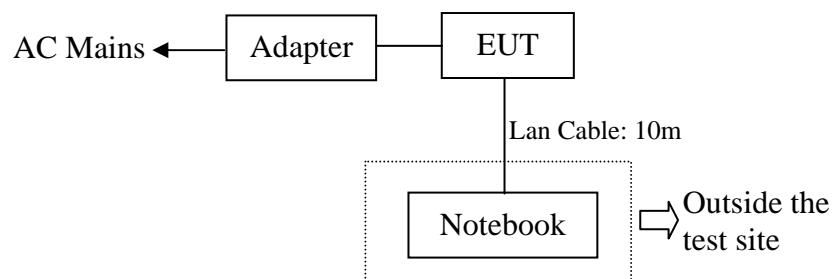 AC Mains
Adapter
EUT
Lan Cable: 10m
Notebook
Outside the
test site